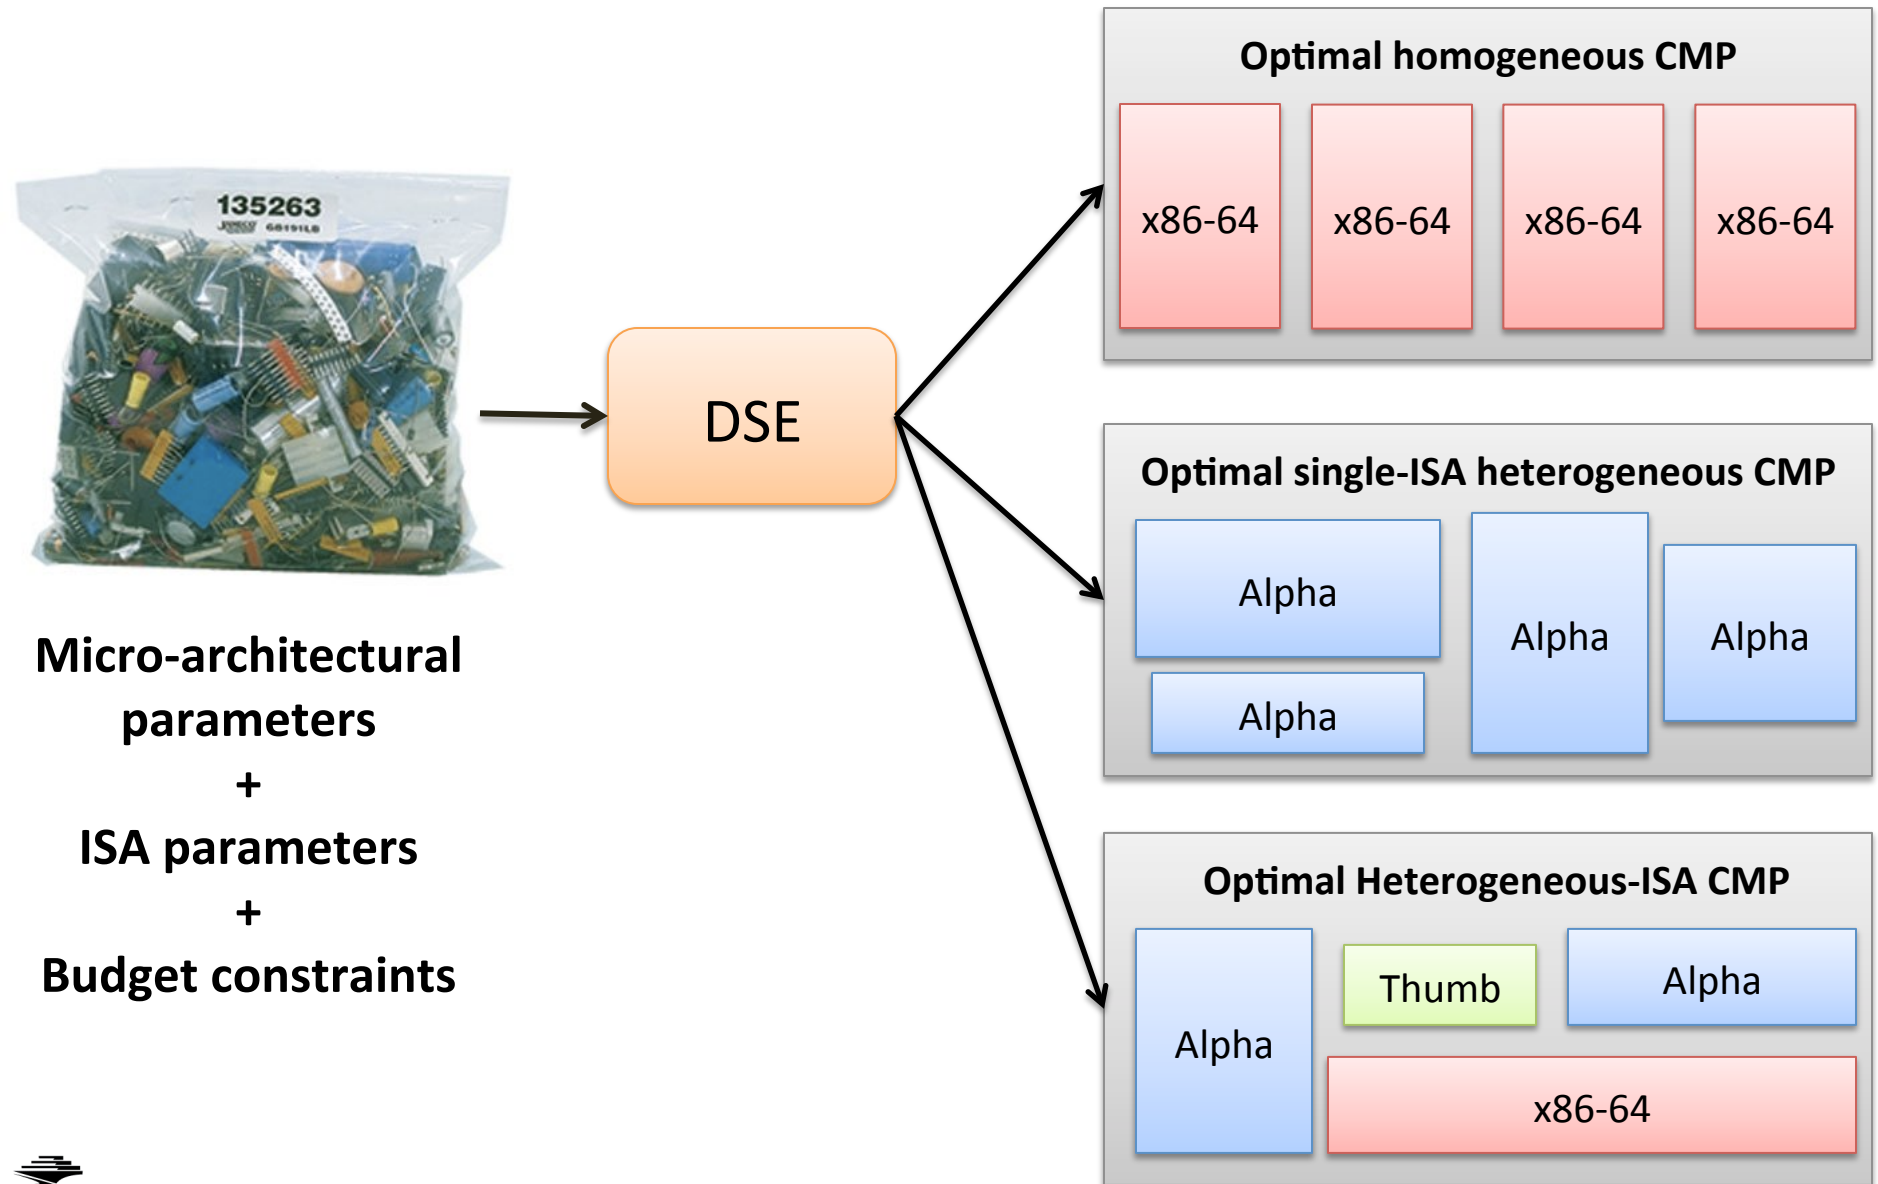 135263
JAMECO 68191LB
Micro-architectural
parameters
+
ISA parameters
+
Budget constraints
DSE
Optimal homogeneous CMP
x86-64 x86-64 x86-64 x86-64
Optimal single-ISA heterogeneous CMP
Alpha
Alpha
Alpha
Alpha
Optimal Heterogeneous-ISA CMP
Alpha
Thumb
Alpha
x86-64